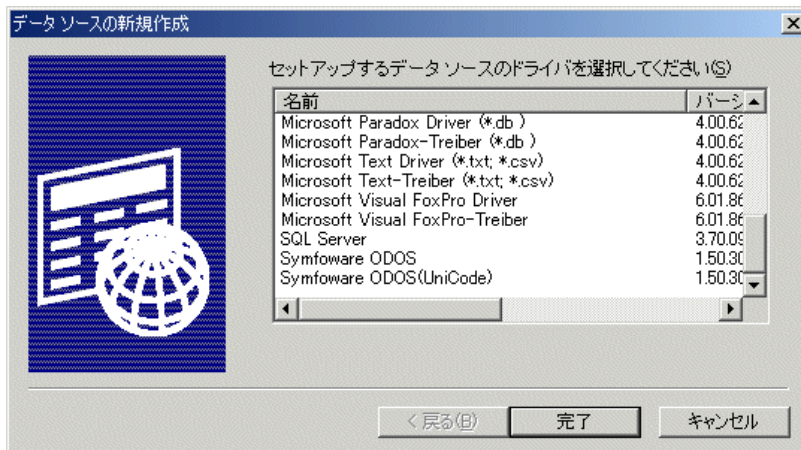 データ ソースの新規作成
セットアップするデータ ソースのドライバを選択してください(S)
名前 バーシ
Microsoft Paradox Driver (*.db ) 4.00.62
Microsoft Paradox-Treiber (*.db ) 4.00.62
Microsoft Text Driver (*.txt; *.csv) 4.00.62
Microsoft Text-Treiber (*.txt; *.csv) 4.00.62
Microsoft Visual FoxPro Driver 6.01.86
Microsoft Visual FoxPro-Treiber 6.01.86
SQL Server 3.70.09
Symfoware ODOS 1.50.30
Symfoware ODOS(UniCode) 1.50.30
< 戻る(B) 完了 キャンセル